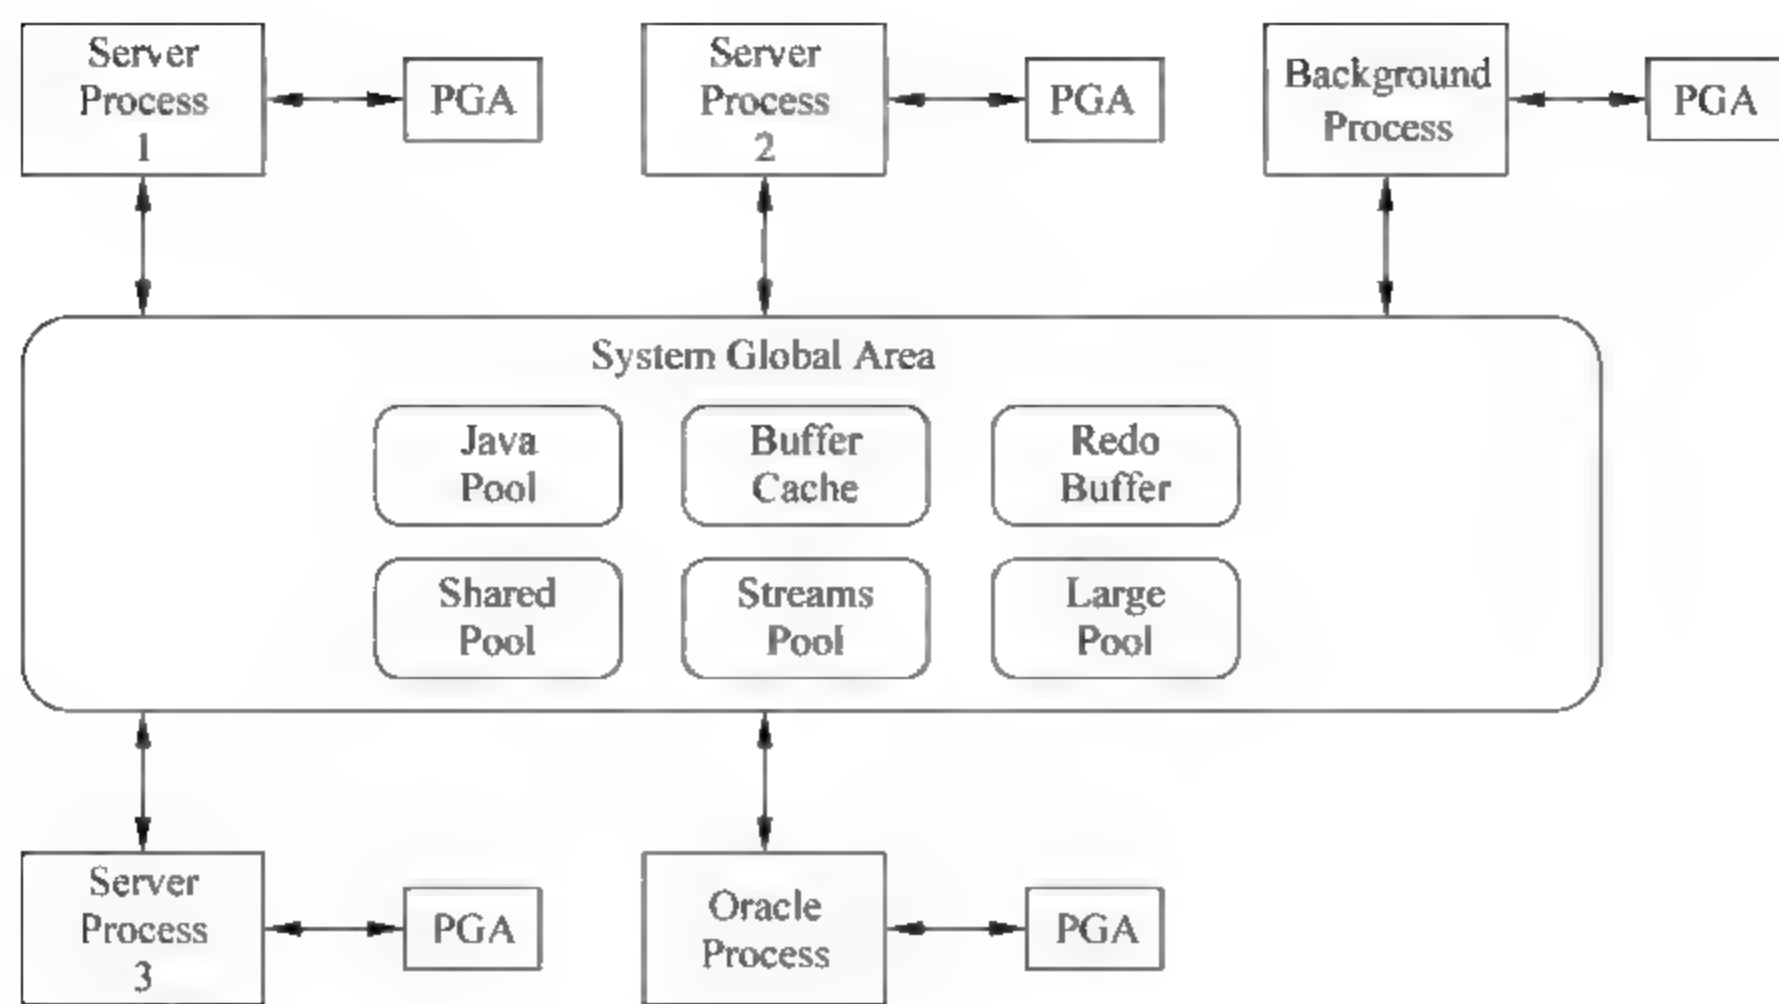 Server
Process
1
PGA
Server
Process
2
PGA
Background
Process
PGA
System Global Area
Java
Pool
Buffer
Cache
Redo
Buffer
Shared
Pool
Streams
Pool
Large
Pool
Server
Process
3
PGA
Oracle
Process
PGA